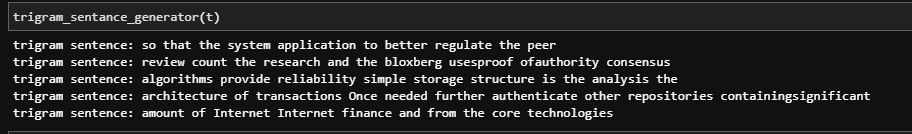 trigram_sentance_generator(t)
trigram sentence: so that the system application to better regulate the peer
trigram sentence: review count the research and the bloxberg usesproof ofauthority consensus
trigram sentence: algorithms provide reliability simple storage structure is the analysis the
trigram sentence: architecture of transactions Once needed further authenticate other repositories containingsignificant
trigram sentence: amount of Internet Internet finance and from the core technologies